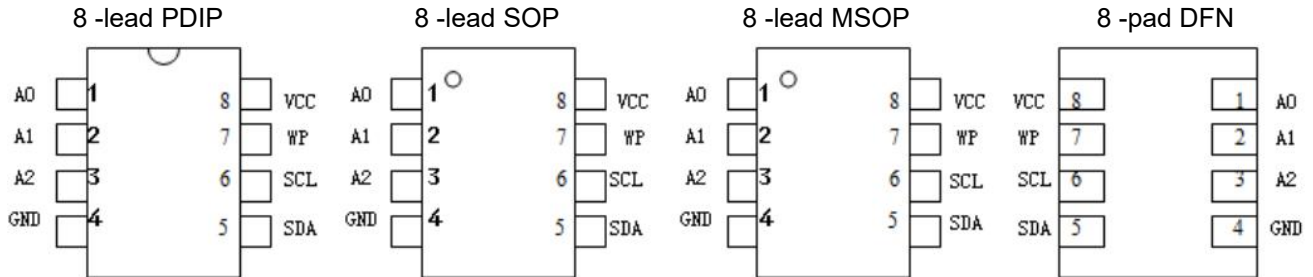 8 -lead PDIP 8 -lead SOP 8 -lead MSOP 8 -pad DFN
A0 1 8 VCC A0 1 8 VCC A0 1 8 VCC VCC 8 1 A0
A1 2 7 WP A1 2 7 WP A1 2 7 WP WP 7 2 A1
A2 3 6 SCL A2 3 6 SCL A2 3 6 SCL SCL 6 3 A2
GND 4 5 SDA GND 4 5 SDA GND 4 5 SDA SDA 5 4 GND